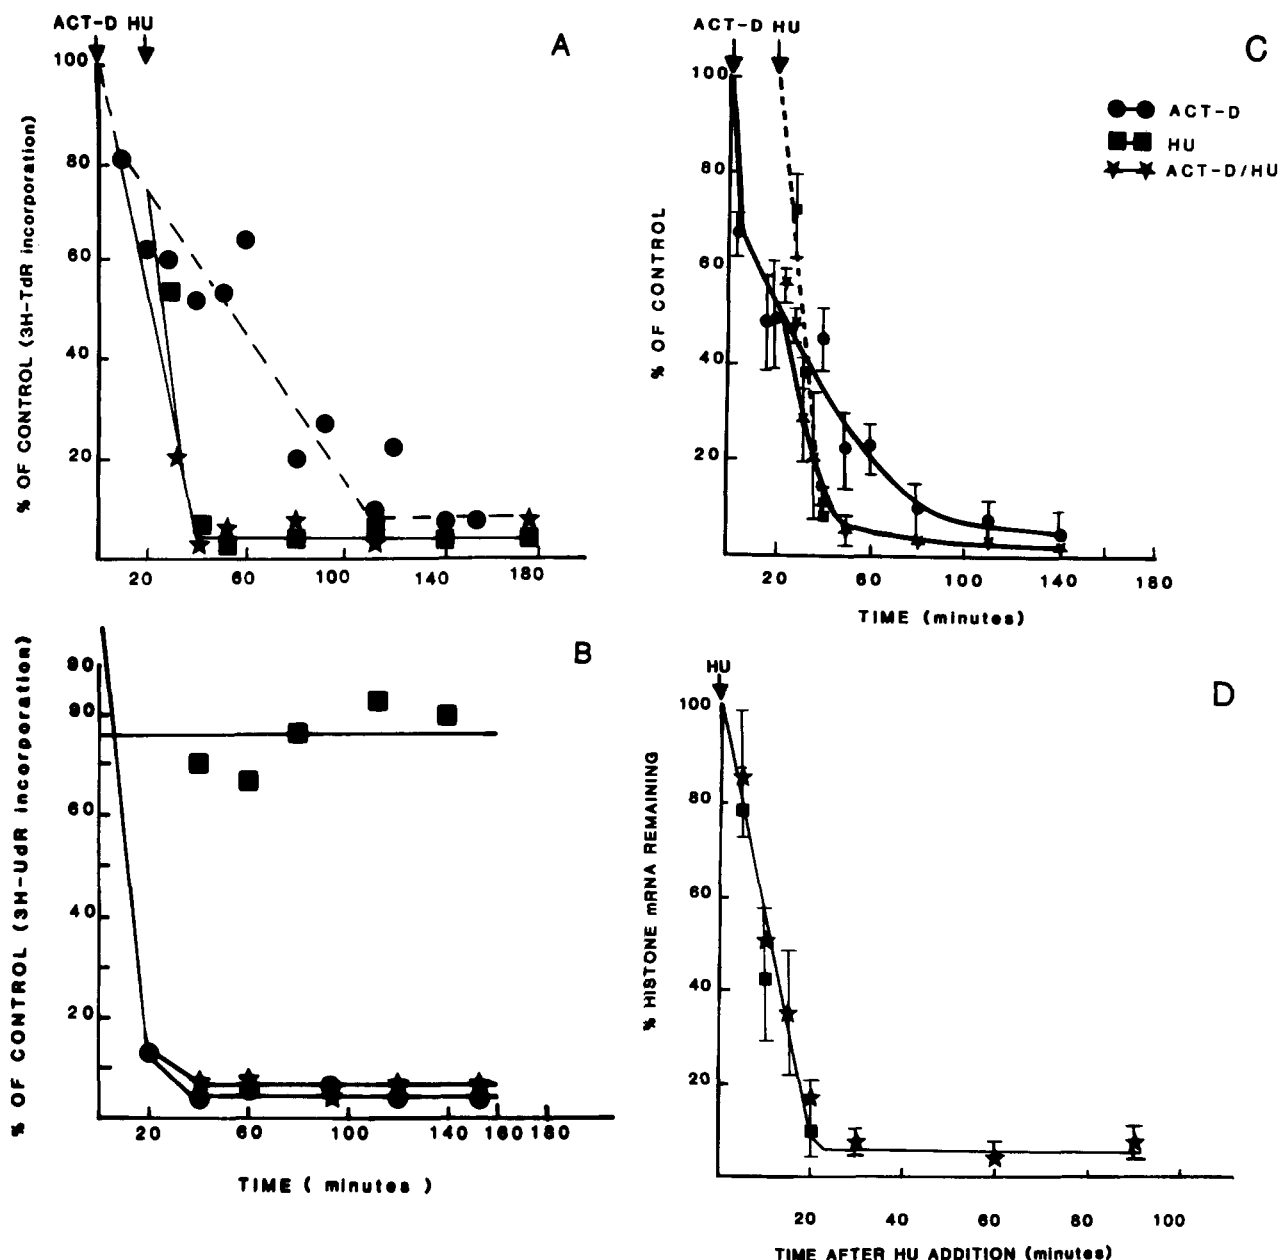 ACT-D HU
A
100
80
60
40
20
20 60 100 140 180
% OF CONTROL (3H-TdR incorporation)
B
90
80
60
40
20
20 60 100 140 160 180
% OF CONTROL (3H-UdR incorporation)
TIME ( minutes )
ACT-D HU
C
ACT-D
HU
ACT-D/HU
100
80
60
40
20
20 60 100 140 180
% OF CONTROL
TIME (minutes)
HU
D
100
80
60
40
20
20 40 60 80 100
% HISTONE mRNA REMAINING
TIME AFTER HU ADDITION (minutes)